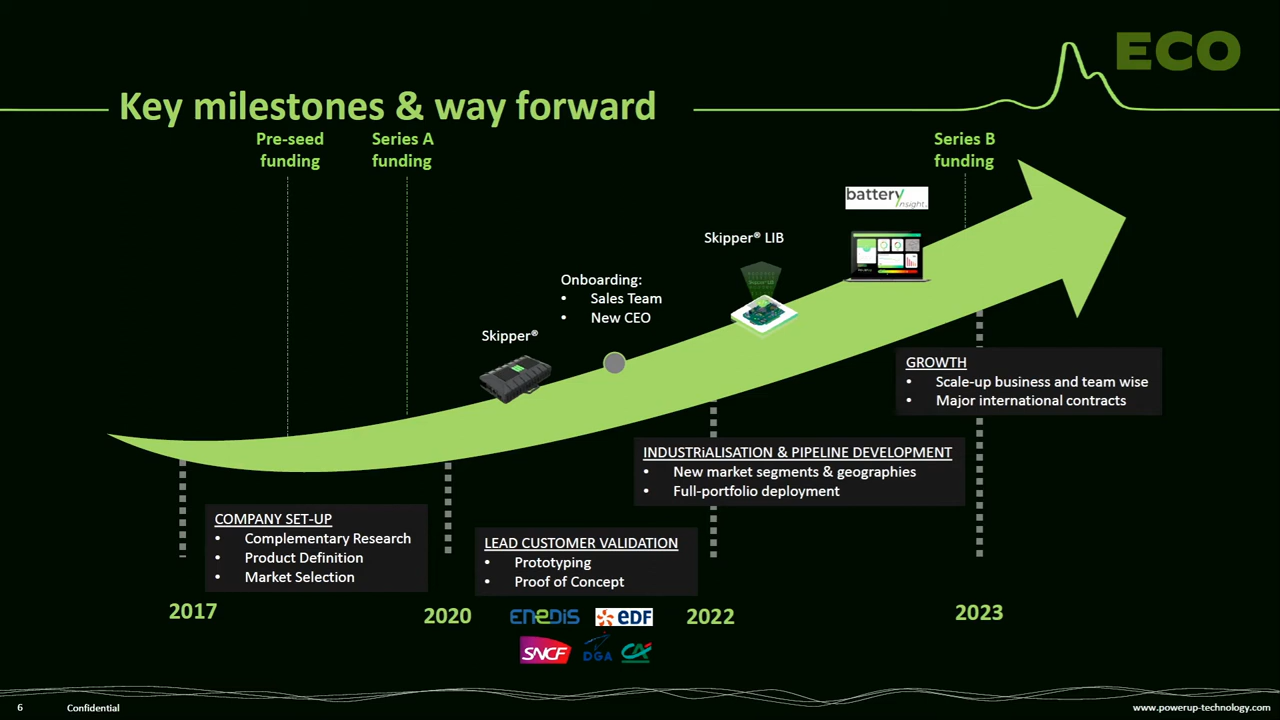 ECO
Key milestones & way forward
Pre-seed
funding
Series A
funding
Series B
funding
battery
insight
Skipper® LIB
Onboarding:
• Sales Team
• New CEO
Skipper®
GROWTH
• Scale-up business and team wise
• Major international contracts
INDUSTRiALISATION & PIPELINE DEVELOPMENT
• New market segments & geographies
• Full-portfolio deployment
COMPANY SET-UP
• Complementary Research
• Product Definition
• Market Selection
LEAD CUSTOMER VALIDATION
• Prototyping
• Proof of Concept
2017
2020
2022
2023
ENEDIS
eDF
SNCF
DGA
CA
6
Confidential
www.powerup-technology.com